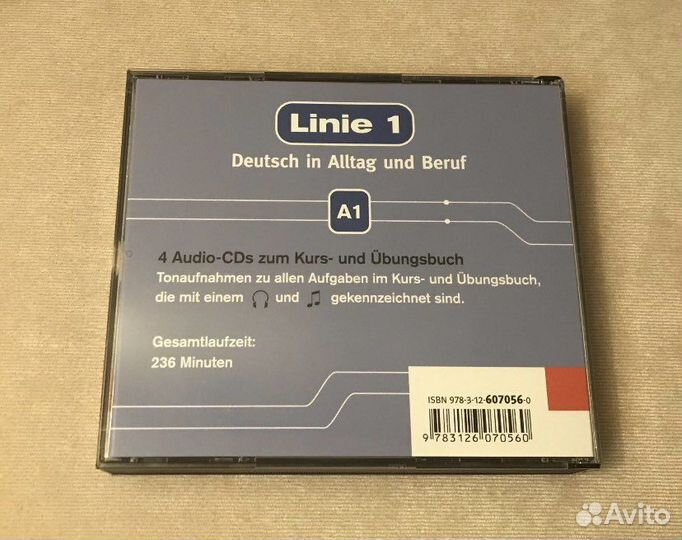 Linie 1
Deutsch in Alltag und Beruf
A1
4 Audio-CDs zum Kurs- und Übungsbuch
Tonaufnahmen zu allen Aufgaben im Kurs- und Übungsbuch,
die mit einem und gekennzeichnet sind.
Gesamtlaufzeit:
236 Minuten
ISBN 978-3-12-607056-0
9 783126 070560
Avito